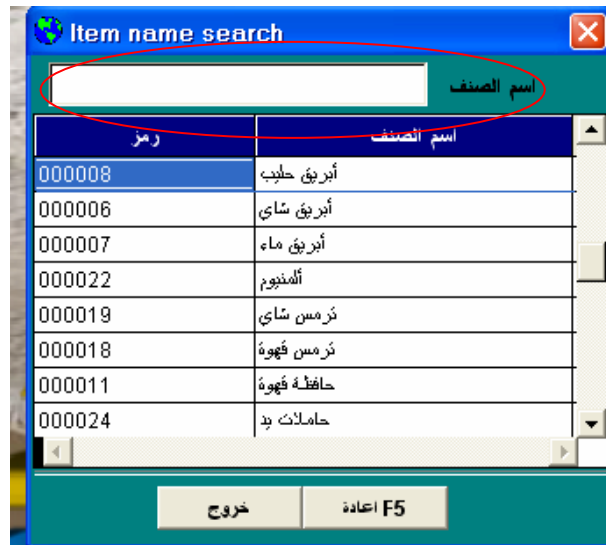 Item name search
اسم الصنف
اسم الصنف رمز
أبريق حليب 000008
أبريق شاي 000006
أبريق ماء 000007
ألمنيوم 000022
ترمس شاي 000019
ترمس قهوة 000018
حافظة قهوة 000011
حاملات يد 000024
F5 اعادة خروج